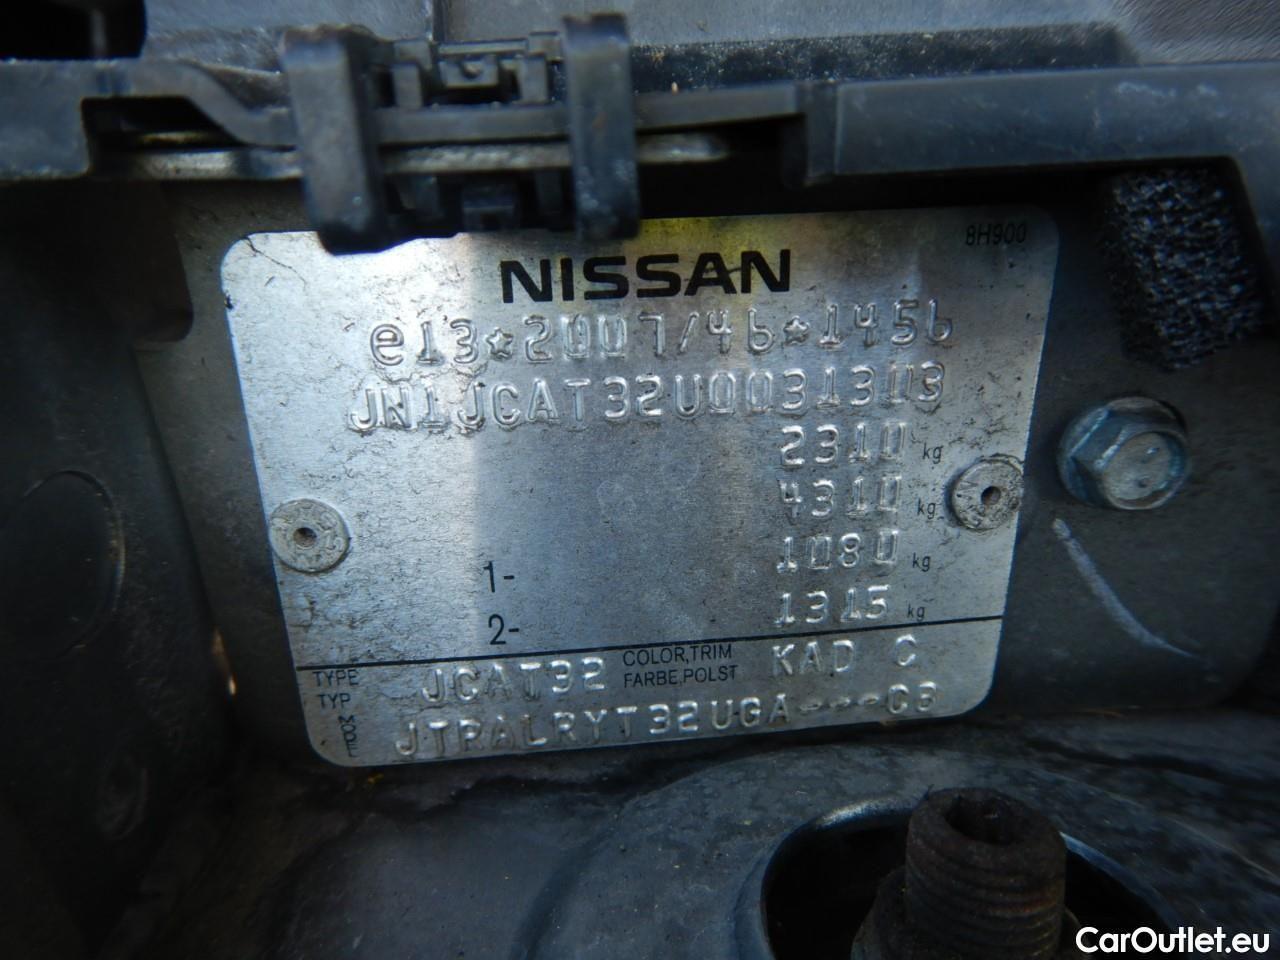 8H900
NISSAN
e13*2007/46*1456
JN1JCAT32U0031303
2310 kg
4310 kg
1- 1080 kg
2- 1315 kg
TYPE TYP JCAT32 COLOR,TRIM FARBE,POLST KAD C
JTRALRYT32UGA---CB
CarOutlet.eu